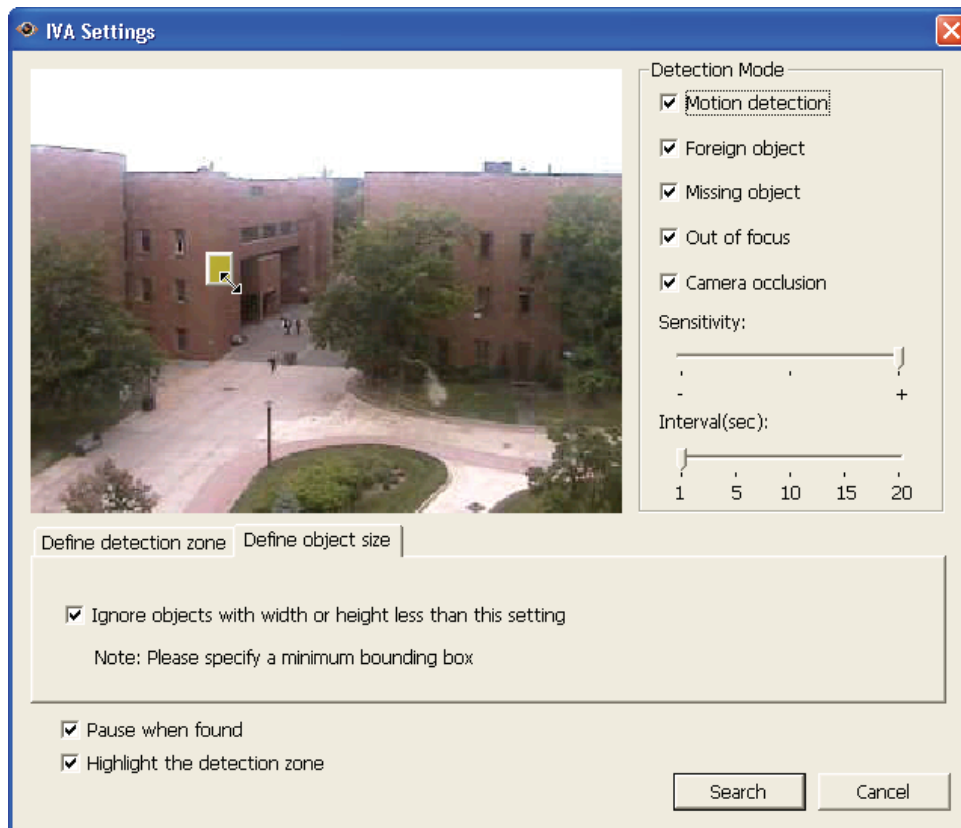 IVA Settings
Detection Mode
Motion detection
Foreign object
Missing object
Out of focus
Camera occlusion
Sensitivity:
- +
Interval(sec):
1 5 10 15 20
Define detection zone Define object size
Ignore objects with width or height less than this setting
Note: Please specify a minimum bounding box
Pause when found
Highlight the detection zone
Search Cancel